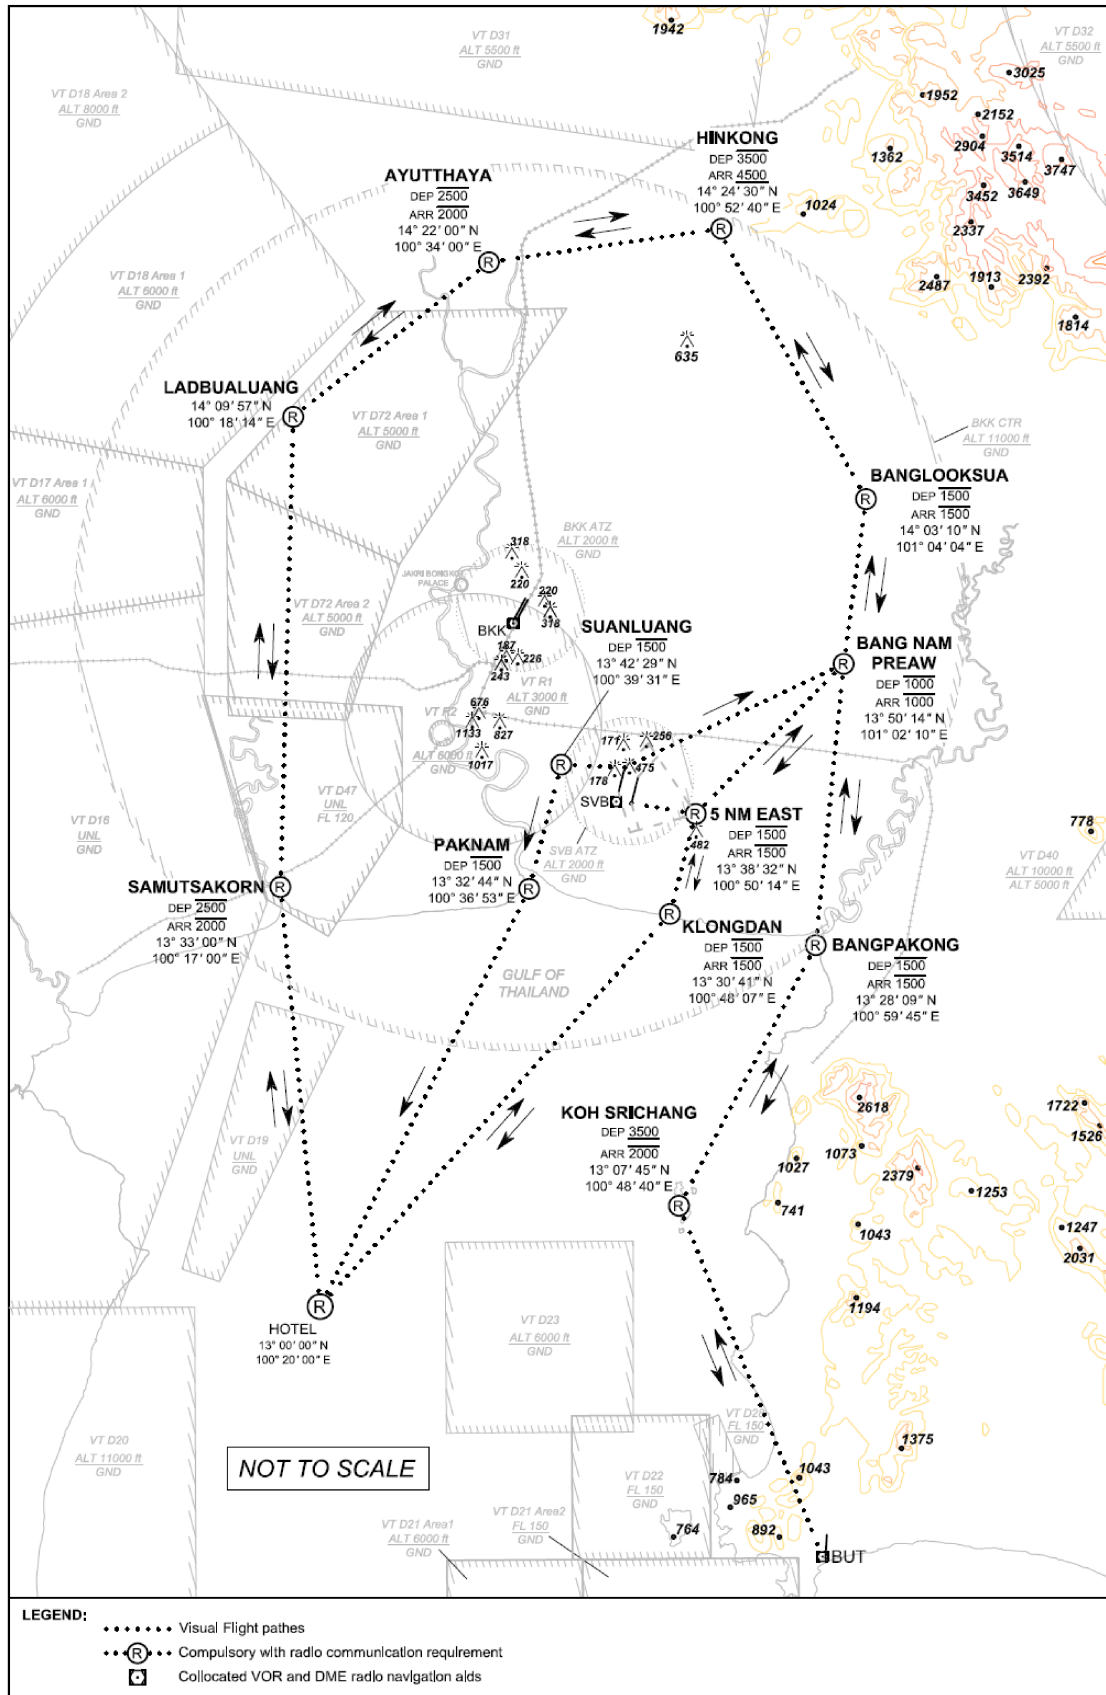 1942
VT D31
ALT 5500 ft
GND
VT D32
ALT 5500 ft
GND
3025
1952
2152
2904
3514
3747
1362
3649
3452
1024
2337
2487
1913
2392
1814
VT D18 Area 2
ALT 8000 ft
GND
HINKONG
DEP 3500
ARR 4500
14° 24' 30" N
100° 52' 40" E
R
AYUTTHAYA
DEP 2500
ARR 2000
14° 22' 00" N
100° 34' 00" E
R
VT D18 Area 1
ALT 6000 ft
GND
635
LADBUALUANG
14° 09' 57" N
100° 18' 14" E
R
VT D72 Area 1
ALT 5000 ft
GND
BKK CTR
ALT 11000 ft
GND
VT D17 Area 1
ALT 6000 ft
GND
BANGLOOKSUA
DEP 1500
ARR 1500
14° 03' 10" N
101° 04' 04" E
R
BKK ATZ
ALT 2000 ft
GND
318
220
JAKRI BONGKOT
PALACE
220
318
VT D72 Area 2
ALT 5000 ft
GND
BKK
187
226
243
SUANLUANG
DEP 1500
13° 42' 29" N
100° 39' 31" E
R
BANG NAM
PREAW
DEP 1000
ARR 1000
13° 50' 14" N
101° 02' 10" E
R
VT R1
ALT 3000 ft
GND
VT R2
ALT 6000 ft
GND
676
1133
827
1017
171
256
178
475
SVB
VT D47
UNL
FL 120
VT D16
UNL
GND
SVB ATZ
ALT 2000 ft
GND
R
5 NM EAST
DEP 1500
ARR 1500
13° 38' 32" N
100° 50' 14" E
482
778
VT D40
ALT 10000 ft
ALT 5000 ft
PAKNAM
DEP 1500
13° 32' 44" N
100° 36' 53" E
R
SAMUTSAKORN
DEP 2500
ARR 2000
13° 33' 00" N
100° 17' 00" E
R
R
KLONGDAN
DEP 1500
ARR 1500
13° 30' 41" N
100° 48' 07" E
R
BANGPAKONG
DEP 1500
ARR 1500
13° 28' 09" N
100° 59' 45" E
GULF OF
THAILAND
2618
1722
1526
1073
1027
2379
1253
741
1043
1247
2031
1194
KOH SRICHANG
DEP 3500
ARR 2000
13° 07' 45" N
100° 48' 40" E
R
VT D19
UNL
GND
R
HOTEL
13° 00' 00" N
100° 20' 00" E
VT D23
ALT 6000 ft
GND
FL 150
GND
VT D20
ALT 11000 ft
GND
NOT TO SCALE
VT D22
FL 150
GND
1375
1043
784
965
892
764
VT D21 Area1
ALT 6000 ft
GND
VT D21 Area2
FL 150
GND
BUT
LEGEND:
Visual Flight pathes
R
Compulsory with radio communication requirement
Collocated VOR and DME radio navigation aids